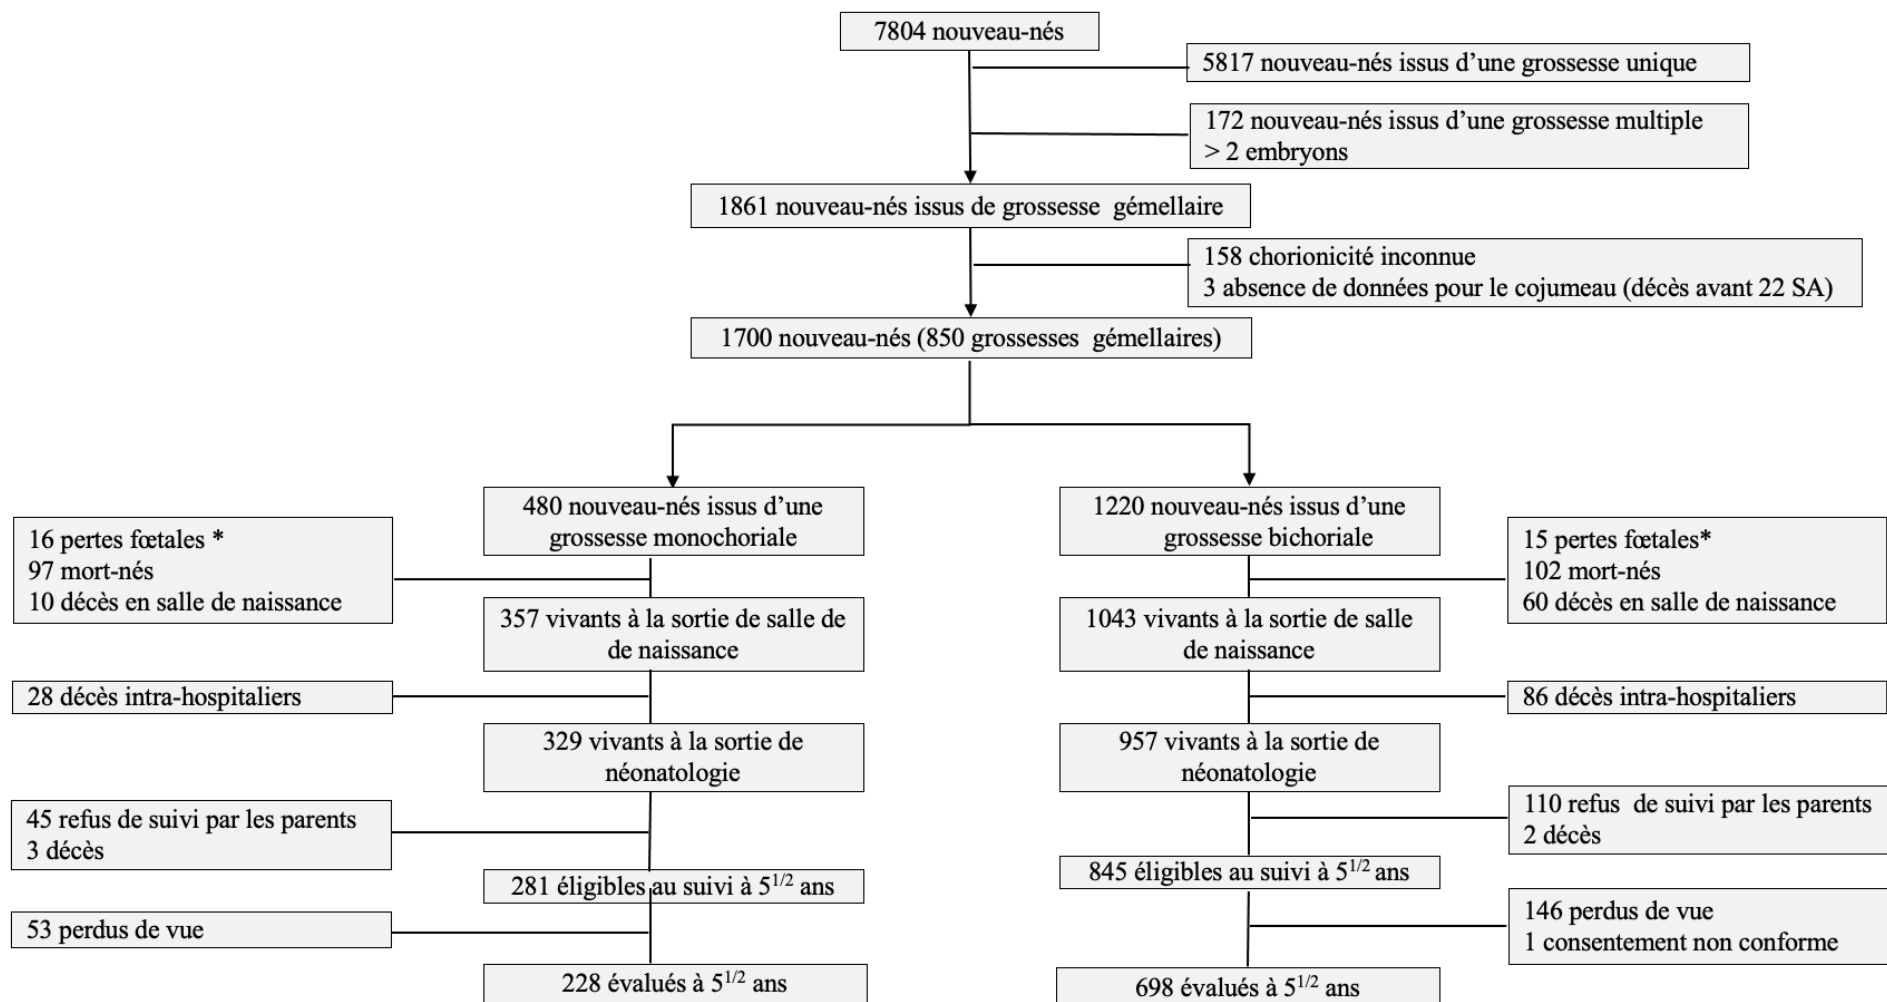 7804 nouveau-nés
5817 nouveau-nés issus d’une grossesse unique
172 nouveau-nés issus d’une grossesse multiple
> 2 embryons
1861 nouveau-nés issus de grossesse gémellaire
158 chorionicité inconnue
3 absence de données pour le cojumeau (décès avant 22 SA)
1700 nouveau-nés (850 grossesses gémellaires)
480 nouveau-nés issus d’une
grossesse monochoriale
1220 nouveau-nés issus d’une
grossesse bichoriale
16 pertes fœtales *
97 mort-nés
10 décès en salle de naissance
15 pertes fœtales*
102 mort-nés
60 décès en salle de naissance
357 vivants à la sortie de salle de
de naissance
1043 vivants à la sortie de salle
de naissance
28 décès intra-hospitaliers
86 décès intra-hospitaliers
329 vivants à la sortie de
néonatologie
957 vivants à la sortie de
néonatologie
45 refus de suivi par les parents
3 décès
110 refus de suivi par les parents
2 décès
281 éligibles au suivi à 5^1/2 ans
845 éligibles au suivi à 5^1/2 ans
53 perdus de vue
146 perdus de vue
1 consentement non conforme
228 évalués à 5^1/2 ans
698 évalués à 5^1/2 ans